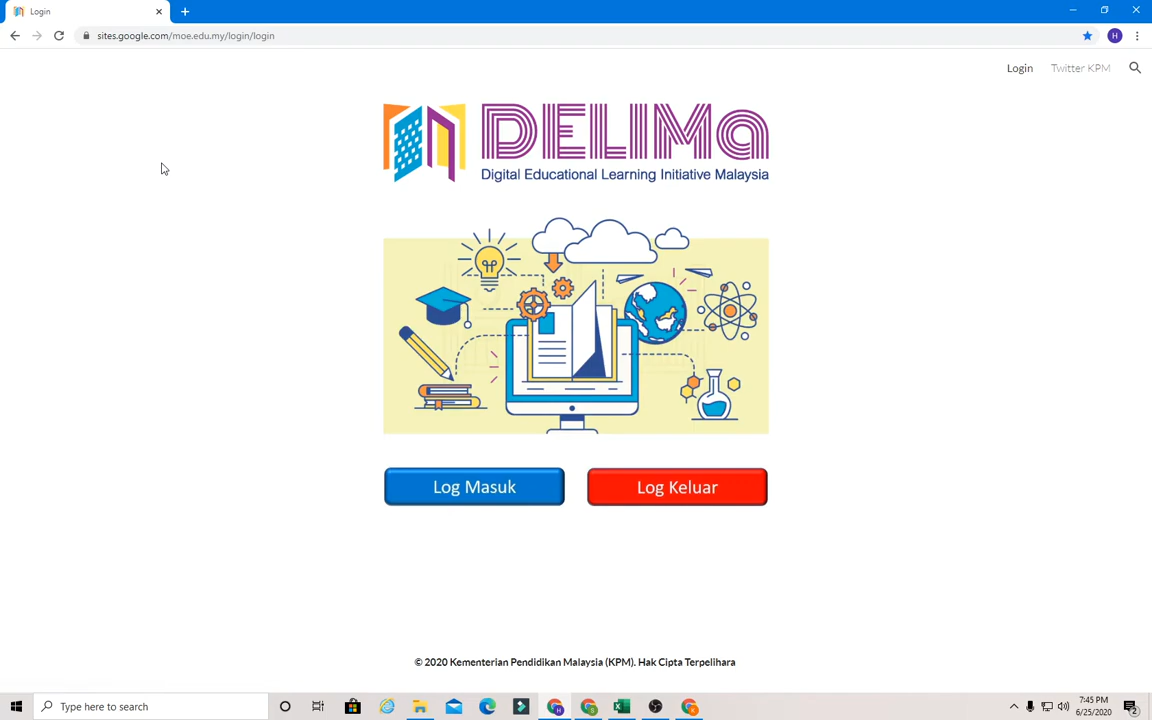 Login
sites.google.com/moe.edu.my/login/login
H
Login
Twitter KPM
DELIMa
Digital Educational Learning Initiative Malaysia
Log Masuk
Log Keluar
© 2020 Kementerian Pendidikan Malaysia (KPM). Hak Cipta Terpelihara
Type here to search
7:45 PM
6/25/2020
2